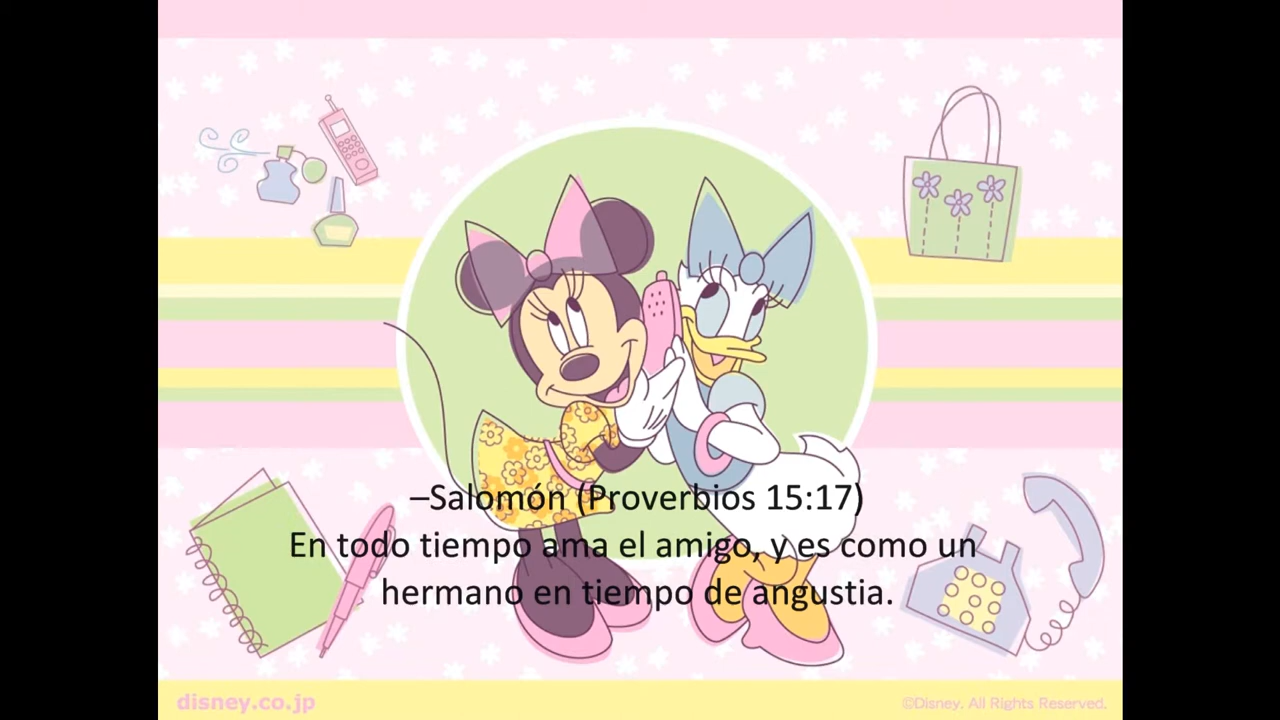 –Salomón (Proverbios 15:17)
En todo tiempo ama el amigo, y es como un
hermano en tiempo de angustia.
disney.co.jp
©Disney. All Rights Reserved.